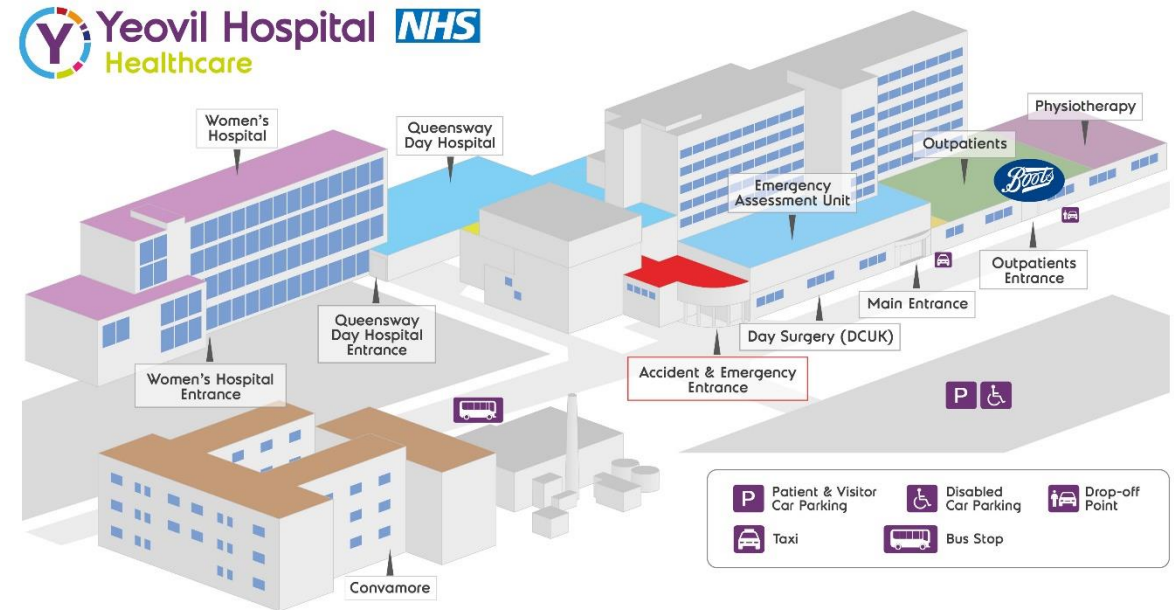 Yeovil Hospital NHS
Healthcare
Women's
Hospital
Queensway
Day Hospital
Physiotherapy
Outpatients
Boots
Emergency
Assessment Unit
Outpatients
Entrance
Main Entrance
Queensway
Day Hospital
Entrance
Day Surgery (DCUK)
Women's Hospital
Entrance
Accident & Emergency
Entrance
P
Convamore
P Patient & Visitor
Car Parking
Disabled
Car Parking
Drop-off
Point
Taxi
Bus Stop